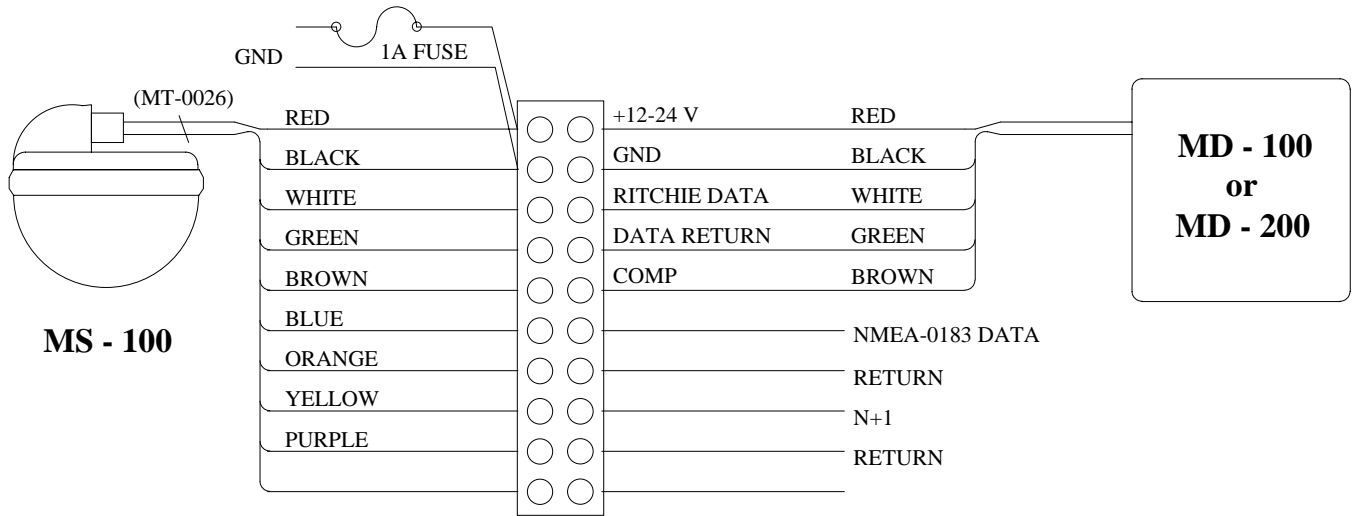 GND
1A FUSE
(MT-0026)
RED
+12-24 V
RED
BLACK
GND
BLACK
WHITE
RITCHIE DATA
WHITE
GREEN
DATA RETURN
GREEN
BROWN
COMP
BROWN
BLUE
NMEA-0183 DATA
ORANGE
RETURN
YELLOW
N+1
PURPLE
RETURN
MS - 100
MD - 100
or
MD - 200